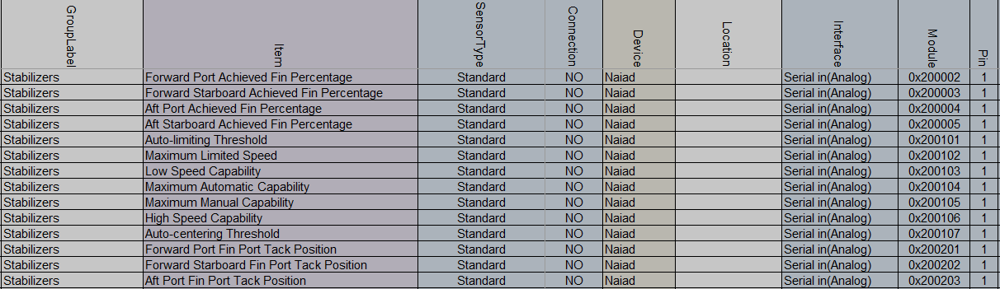 GroupLabel Item SensorType Connection Device Location Interface Module Pin
Stabilizers Forward Port Achieved Fin Percentage Standard NO Naiad Serial in(Analog) 0x200002 1
Stabilizers Forward Starboard Achieved Fin Percentage Standard NO Naiad Serial in(Analog) 0x200003 1
Stabilizers Aft Port Achieved Fin Percentage Standard NO Naiad Serial in(Analog) 0x200004 1
Stabilizers Aft Starboard Achieved Fin Percentage Standard NO Naiad Serial in(Analog) 0x200005 1
Stabilizers Auto-limiting Threshold Standard NO Naiad Serial in(Analog) 0x200101 1
Stabilizers Maximum Limited Speed Standard NO Naiad Serial in(Analog) 0x200102 1
Stabilizers Low Speed Capability Standard NO Naiad Serial in(Analog) 0x200103 1
Stabilizers Maximum Automatic Capability Standard NO Naiad Serial in(Analog) 0x200104 1
Stabilizers Maximum Manual Capability Standard NO Naiad Serial in(Analog) 0x200105 1
Stabilizers High Speed Capability Standard NO Naiad Serial in(Analog) 0x200106 1
Stabilizers Auto-centering Threshold Standard NO Naiad Serial in(Analog) 0x200107 1
Stabilizers Forward Port Fin Port Tack Position Standard NO Naiad Serial in(Analog) 0x200201 1
Stabilizers Forward Starboard Fin Port Tack Position Standard NO Naiad Serial in(Analog) 0x200202 1
Stabilizers Aft Port Fin Port Tack Position Standard NO Naiad Serial in(Analog) 0x200203 1